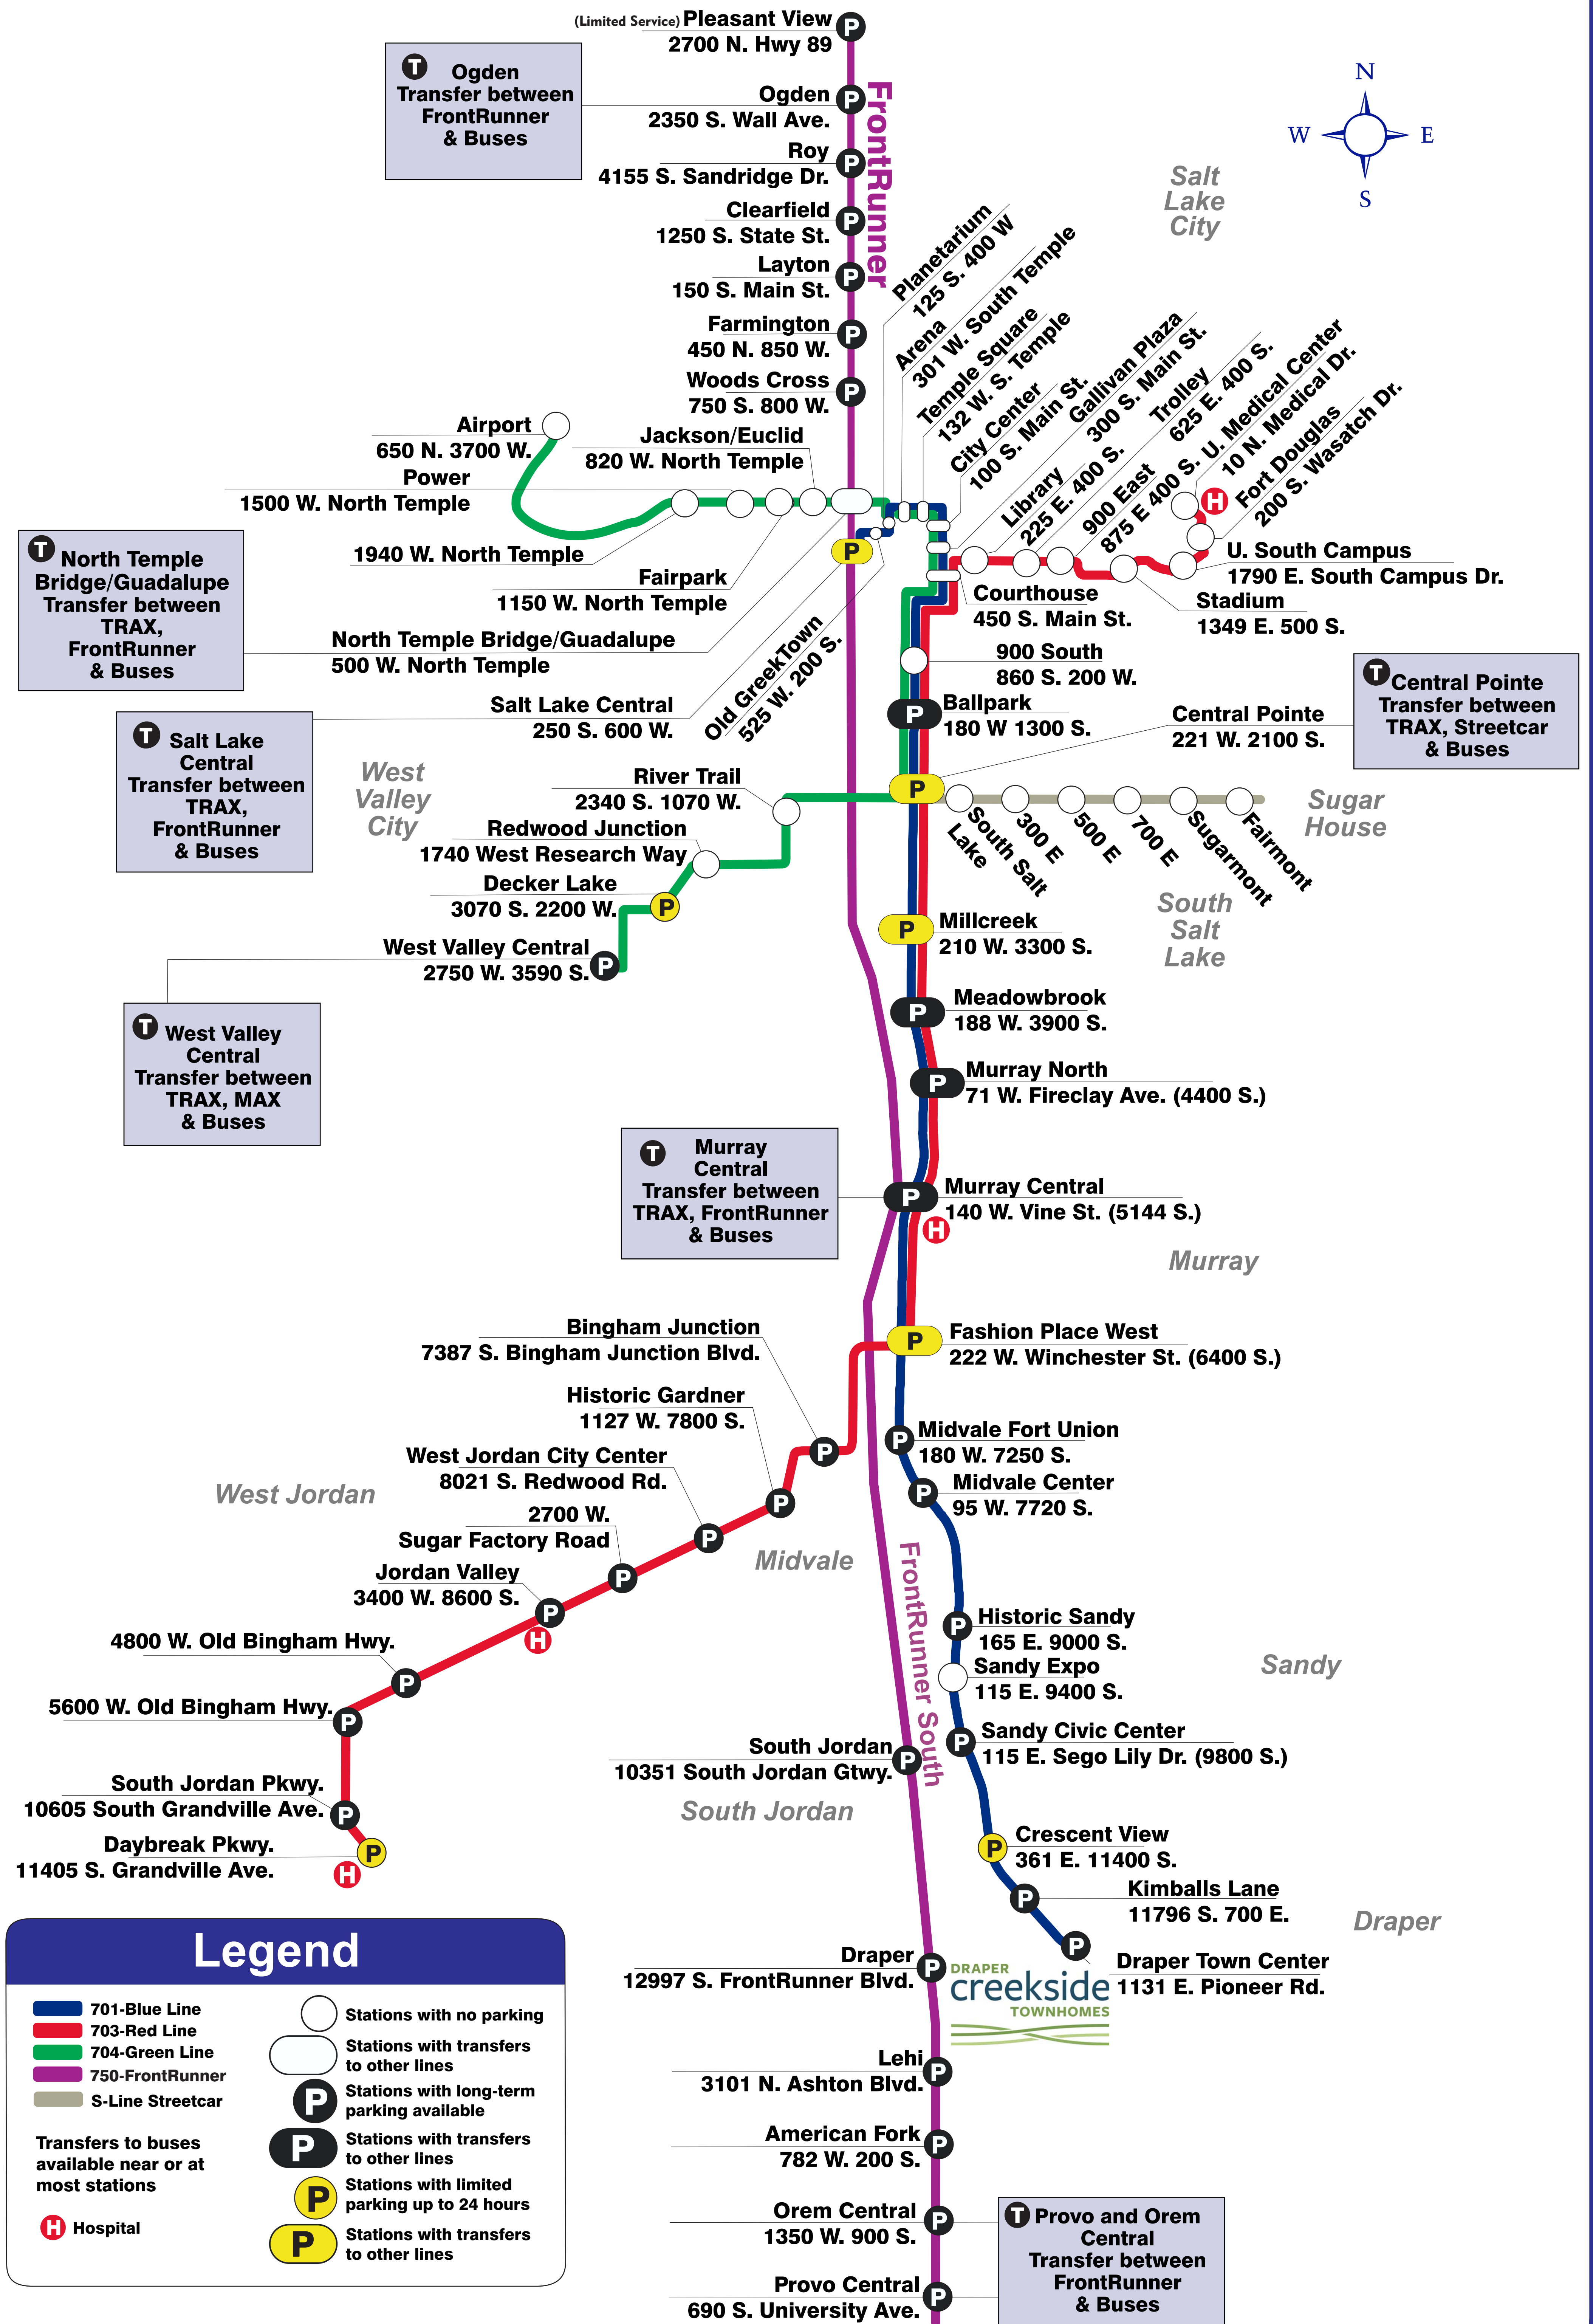 (Limited Service) Pleasant View
2700 N. Hwy 89
T
Ogden
Transfer between
FrontRunner
& Buses
Ogden
2350 S. Wall Ave.
Roy
4155 S. Sandridge Dr.
Clearfield
1250 S. State St.
Layton
150 S. Main St.
Farmington
450 N. 850 W.
Woods Cross
750 S. 800 W.
FrontRunner
N
W
E
S
Salt
Lake
City
Planetarium
125 S. 400 W
Arena
301 W. South Temple
Temple Square
132 W. S. Temple
City Center
100 S. Main St.
Gallivan Plaza
300 S. Main St.
Library
225 E. 400 S.
Trolley
625 E. 400 S.
900 East
875 E 400 S.
U. Medical Center
10 N. Medical Dr.
Fort Douglas
200 S. Wasatch Dr.
H
Airport
650 N. 3700 W.
Jackson/Euclid
820 W. North Temple
Power
1500 W. North Temple
1940 W. North Temple
Fairpark
1150 W. North Temple
T
North Temple
Bridge/Guadalupe
Transfer between
TRAX,
FrontRunner
& Buses
North Temple Bridge/Guadalupe
500 W. North Temple
U. South Campus
1790 E. South Campus Dr.
Stadium
1349 E. 500 S.
Courthouse
450 S. Main St.
900 South
860 S. 200 W.
Old GreekTown
525 W. 200 S.
Salt Lake Central
250 S. 600 W.
T
Salt Lake
Central
Transfer between
TRAX,
FrontRunner
& Buses
Ballpark
180 W 1300 S.
Central Pointe
221 W. 2100 S.
T
Central Pointe
Transfer between
TRAX, Streetcar
& Buses
West
Valley
City
River Trail
2340 S. 1070 W.
Redwood Junction
1740 West Research Way
Decker Lake
3070 S. 2200 W.
West Valley Central
2750 W. 3590 S.
South Salt
Lake
300 E
500 E
700 E
Sugarmont
Fairmont
Sugar
House
South
Salt
Lake
Millcreek
210 W. 3300 S.
Meadowbrook
188 W. 3900 S.
T
West Valley
Central
Transfer between
TRAX, MAX
& Buses
Murray North
71 W. Fireclay Ave. (4400 S.)
T
Murray
Central
Transfer between
TRAX, FrontRunner
& Buses
Murray Central
140 W. Vine St. (5144 S.)
H
Murray
Bingham Junction
7387 S. Bingham Junction Blvd.
Fashion Place West
222 W. Winchester St. (6400 S.)
Historic Gardner
1127 W. 7800 S.
West Jordan City Center
8021 S. Redwood Rd.
West Jordan
2700 W.
Sugar Factory Road
Midvale
Jordan Valley
3400 W. 8600 S.
H
Midvale Fort Union
180 W. 7250 S.
Midvale Center
95 W. 7720 S.
FrontRunner South
Historic Sandy
165 E. 9000 S.
Sandy Expo
115 E. 9400 S.
Sandy
4800 W. Old Bingham Hwy.
5600 W. Old Bingham Hwy.
South Jordan Pkwy.
10605 South Grandville Ave.
Daybreak Pkwy.
11405 S. Grandville Ave.
H
Sandy Civic Center
115 E. Sego Lily Dr. (9800 S.)
South Jordan
10351 South Jordan Gtwy.
South Jordan
Crescent View
361 E. 11400 S.
Kimballs Lane
11796 S. 700 E.
Draper
Draper
12997 S. FrontRunner Blvd.
Draper Town Center
1131 E. Pioneer Rd.
DRAPER
creekside
TOWNHOMES
Lehi
3101 N. Ashton Blvd.
American Fork
782 W. 200 S.
Orem Central
1350 W. 900 S.
Provo Central
690 S. University Ave.
T
Provo and Orem
Central
Transfer between
FrontRunner
& Buses
Legend
701-Blue Line
703-Red Line
704-Green Line
750-FrontRunner
S-Line Streetcar
Transfers to buses
available near or at
most stations
H Hospital
Stations with no parking
Stations with transfers
to other lines
P
Stations with long-term
parking available
P
Stations with transfers
to other lines
P
Stations with limited
parking up to 24 hours
P
Stations with transfers
to other lines